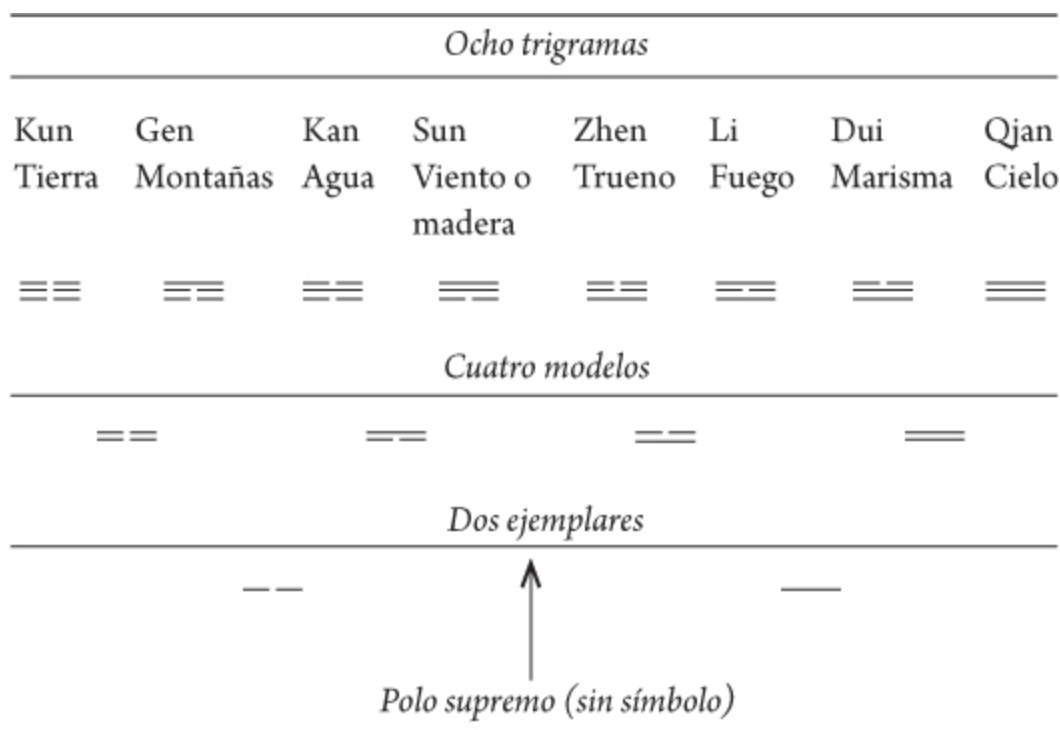 Ocho trigramas
Kun Gen Kan Sun Zhen Li Dui Qjan
Tierra Montañas Agua Viento o Trueno Fuego Marisma Cielo
madera
Cuatro modelos
Dos ejemplares
Polo supremo (sin símbolo)